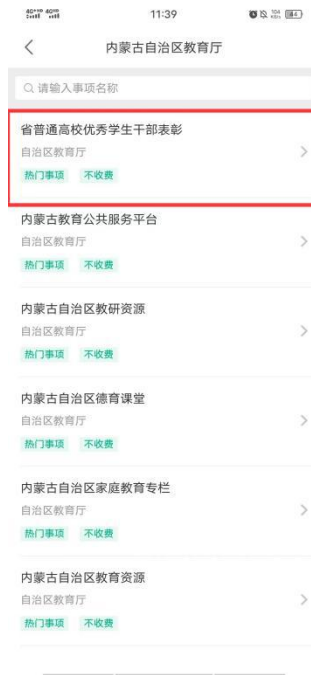 11:39
内蒙古自治区教育厅
请输入事项名称
省普通高校优秀学生干部表彰
自治区教育厅
热门事项 不收费
内蒙古教育公共服务平台
自治区教育厅
热门事项 不收费
内蒙古自治区教研资源
自治区教育厅
热门事项 不收费
内蒙古自治区德育课堂
自治区教育厅
热门事项 不收费
内蒙古自治区家庭教育专栏
自治区教育厅
热门事项 不收费
内蒙古自治区教育资源
自治区教育厅
热门事项 不收费